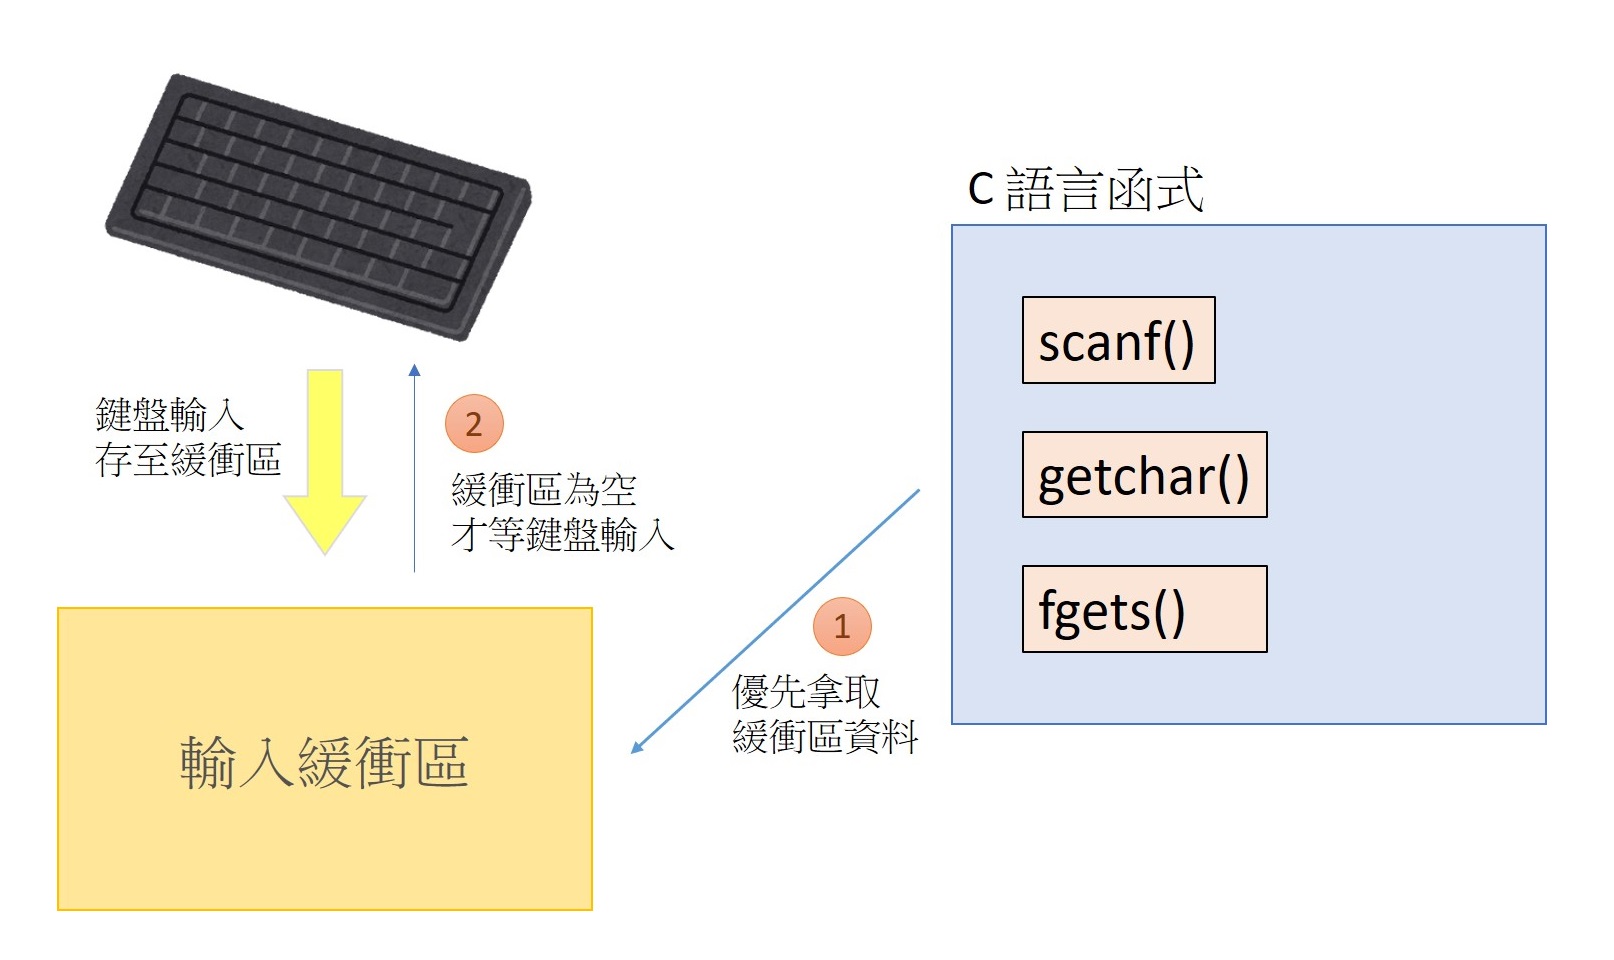 C 語言函式
scanf()
getchar()
fgets()
鍵盤輸入
存至緩衝區
2
緩衝區為空
才等鍵盤輸入
1
優先拿取
緩衝區資料
輸入緩衝區